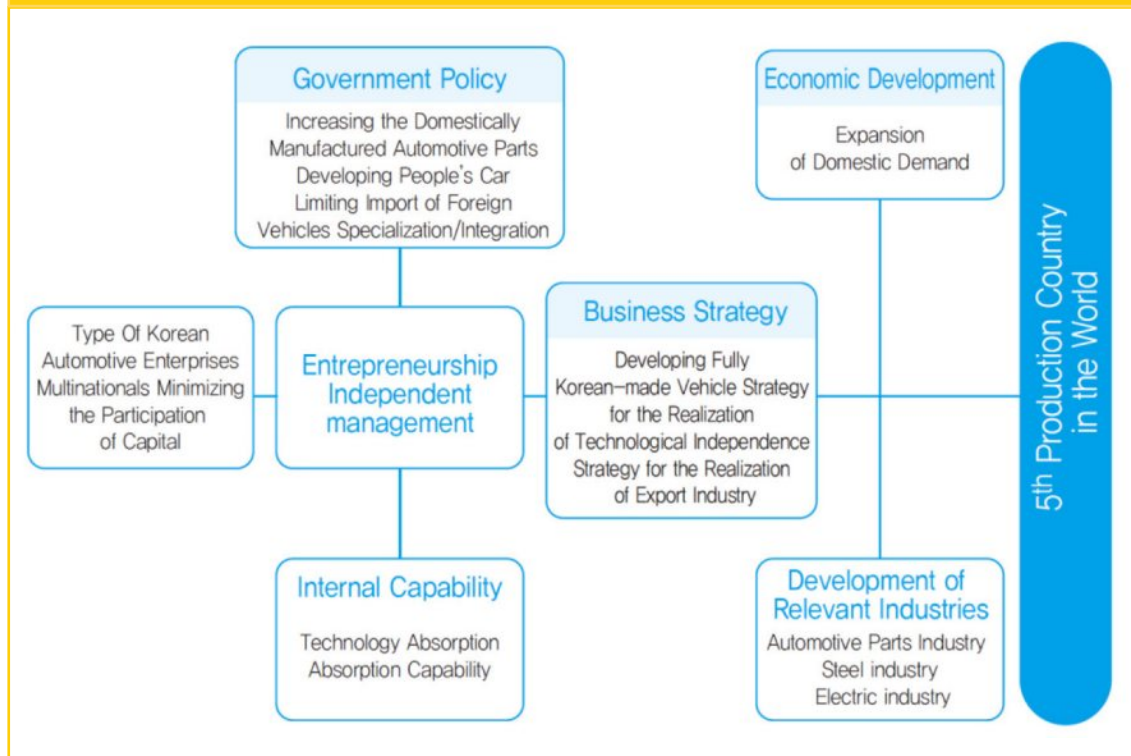 Government Policy
Increasing the Domestically
Manufactured Automotive Parts
Developing People's Car
Limiting Import of Foreign
Vehicles Specialization/Integration
Economic Development
Expansion
of Domestic Demand
Type Of Korean
Automotive Enterprises
Multinationals Minimizing
the Participation
of Capital
Entrepreneurship
Independent
management
Business Strategy
Developing Fully
Korean-made Vehicle Strategy
for the Realization
of Technological Independence
Strategy for the Realization
of Export Industry
Internal Capability
Technology Absorption
Absorption Capability
Development of
Relevant Industries
Automotive Parts Industry
Steel industry
Electric industry
5th Production Country
in the World